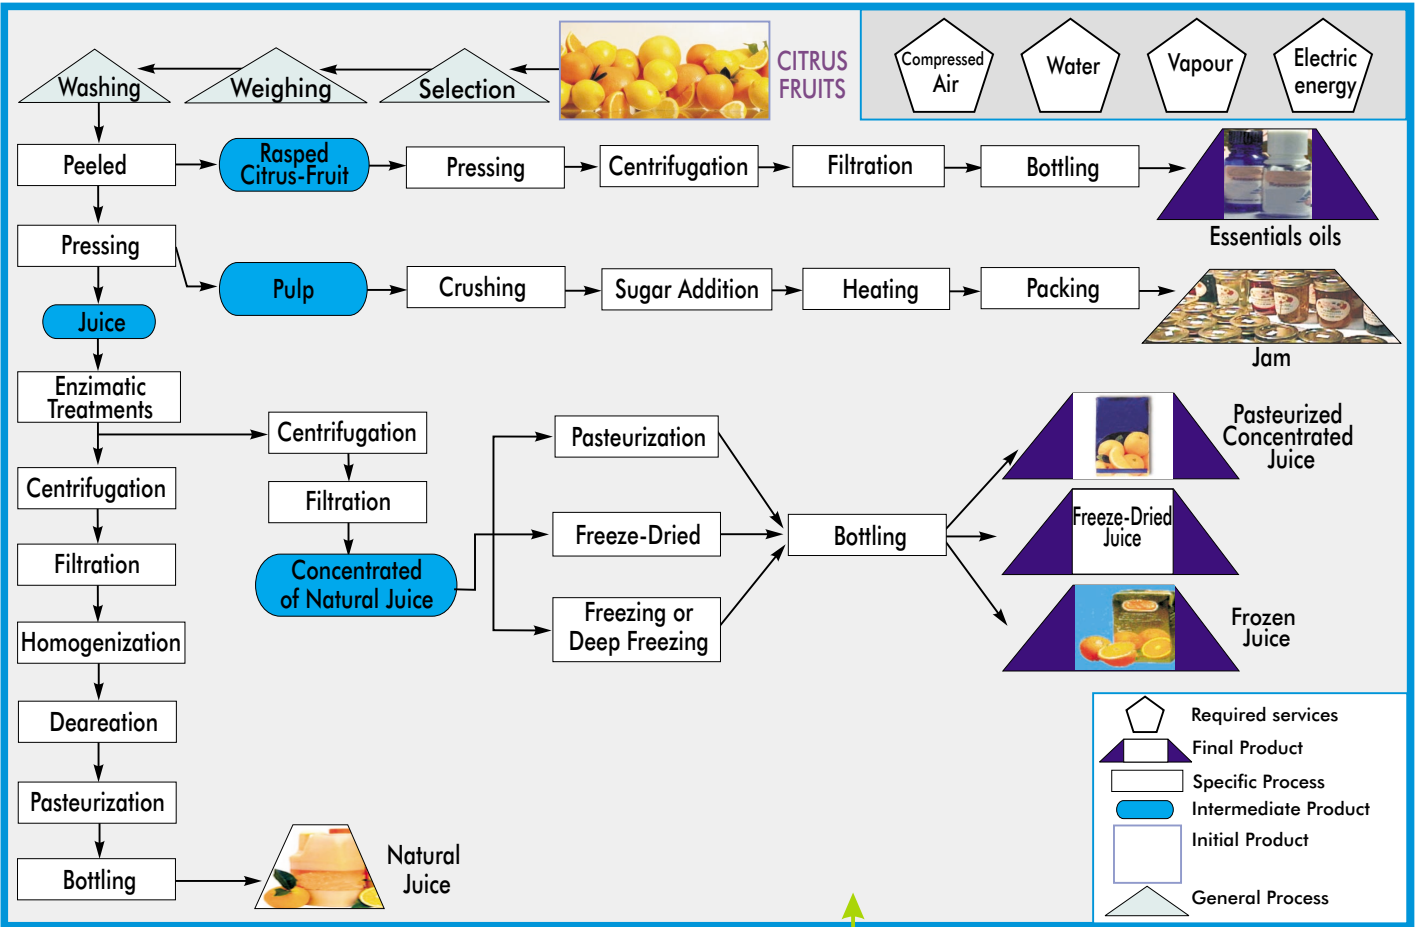 CITRUS
FRUITS
Compressed
Air
Water
Vapour
Electric
energy
Washing
Weighing
Selection
Peeled
Rasped
Citrus-Fruit
Pressing
Centrifugation
Filtration
Bottling
Essentials oils
Pressing
Pulp
Crushing
Sugar Addition
Heating
Packing
Jam
Juice
Enzimatic
Treatments
Centrifugation
Filtration
Concentrated
of Natural Juice
Pasteurization
Freeze-Dried
Freezing or
Deep Freezing
Bottling
Pasteurized
Concentrated
Juice
Freeze-Dried
Juice
Frozen
Juice
Centrifugation
Filtration
Homogenization
Deareation
Pasteurization
Bottling
Natural
Juice
Required services
Final Product
Specific Process
Intermediate Product
Initial Product
General Process